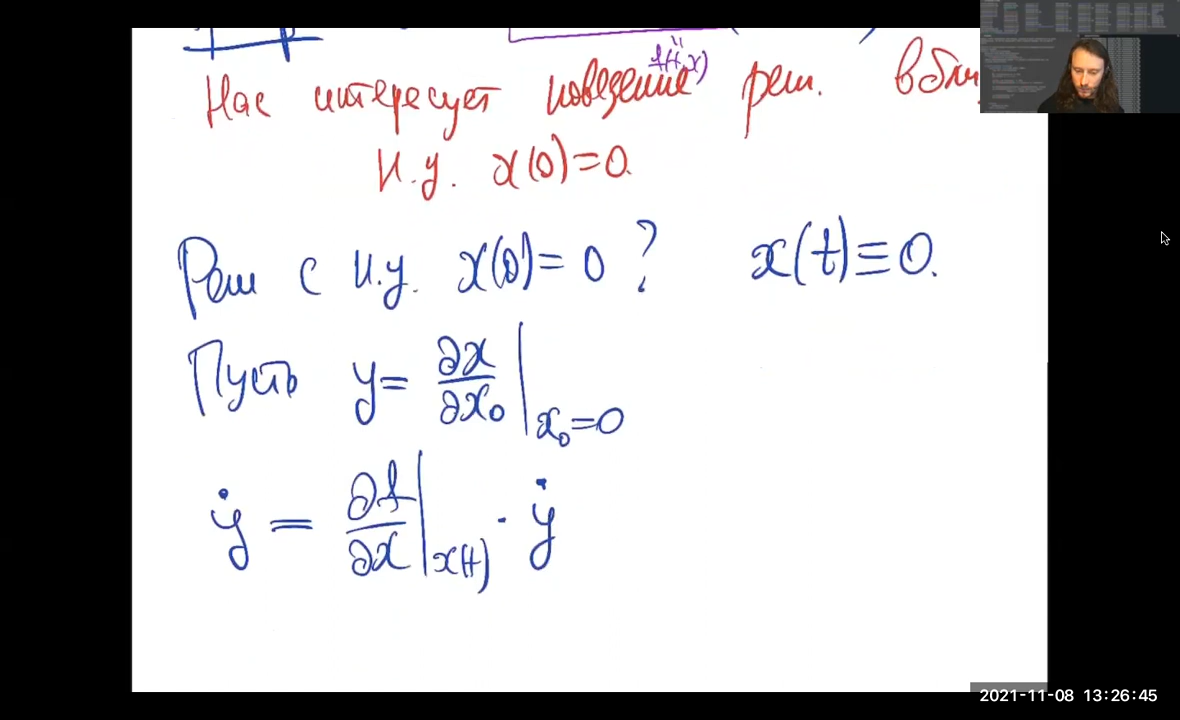 f(t,x)
Нас интересует поведение реш. вбли
н.у. x(0)=0.
Реш с н.у. x(0)=0? x(t)≡0.
Пусть y= ∂x/∂x₀ |x₀=0
ẏ = ∂f/∂x |x(t) · ẏ
2021-11-08 13:26:45